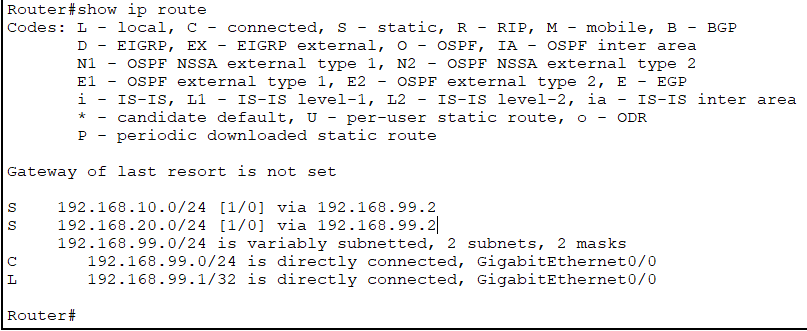 Router#show ip route
Codes: L - local, C - connected, S - static, R - RIP, M - mobile, B - BGP
       D - EIGRP, EX - EIGRP external, O - OSPF, IA - OSPF inter area
       N1 - OSPF NSSA external type 1, N2 - OSPF NSSA external type 2
       E1 - OSPF external type 1, E2 - OSPF external type 2, E - EGP
       i - IS-IS, L1 - IS-IS level-1, L2 - IS-IS level-2, ia - IS-IS inter area
       * - candidate default, U - per-user static route, o - ODR
       P - periodic downloaded static route

Gateway of last resort is not set

S    192.168.10.0/24 [1/0] via 192.168.99.2
S    192.168.20.0/24 [1/0] via 192.168.99.2
     192.168.99.0/24 is variably subnetted, 2 subnets, 2 masks
C       192.168.99.0/24 is directly connected, GigabitEthernet0/0
L       192.168.99.1/32 is directly connected, GigabitEthernet0/0

Router#